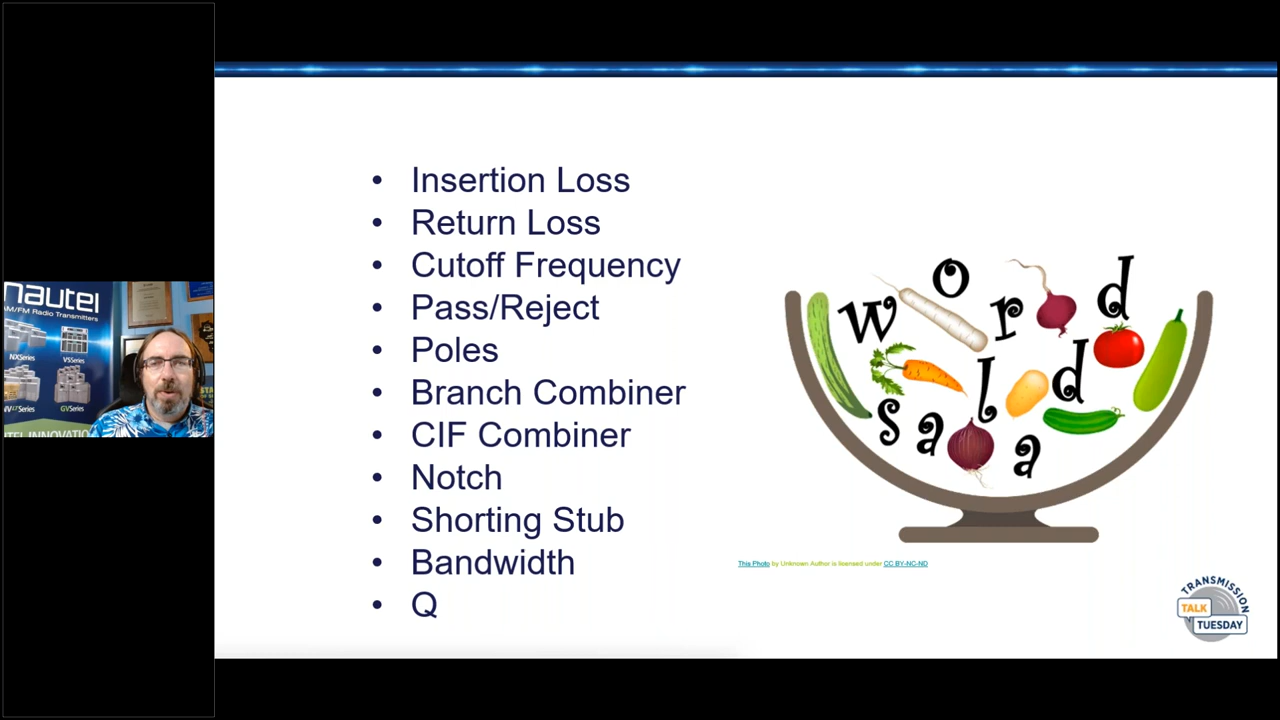 nautel
AM/FM Radio Transmitters
NXSeries
VSSeries
NVLTSeries
GVSeries
• Insertion Loss
• Return Loss
• Cutoff Frequency
• Pass/Reject
• Poles
• Branch Combiner
• CIF Combiner
• Notch
• Shorting Stub
• Bandwidth
• Q
word
salad
This Photo by Unknown Author is licensed under CC BY-NC-ND
TRANSMISSION
TALK
TUESDAY